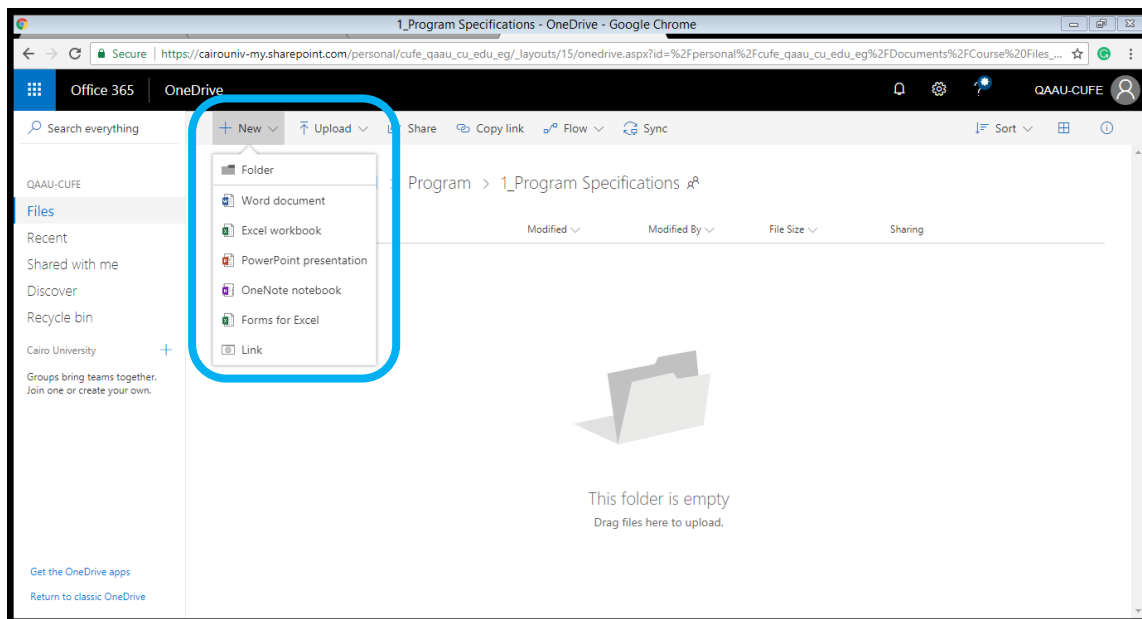 1_Program Specifications - OneDrive - Google Chrome
Secure | https://cairouniv-my.sharepoint.com/personal/cufe_qaau_cu_edu_eg/_layouts/15/onedrive.aspx?id=%2Fpersonal%2Fcufe_qaau_cu_edu_eg%2FDocuments%2FCourse%20Files_...
Office 365 OneDrive QAAU-CUFE
Search everything
New Upload Share Copy link Flow Sync Sort
QAAU-CUFE
Files
Recent
Shared with me
Discover
Recycle bin
Cairo University
Groups bring teams together.
Join one or create your own.
Get the OneDrive apps
Return to classic OneDrive
Folder
Word document
Excel workbook
PowerPoint presentation
OneNote notebook
Forms for Excel
Link
> Program > 1_Program Specifications
Modified Modified By File Size Sharing
This folder is empty
Drag files here to upload.